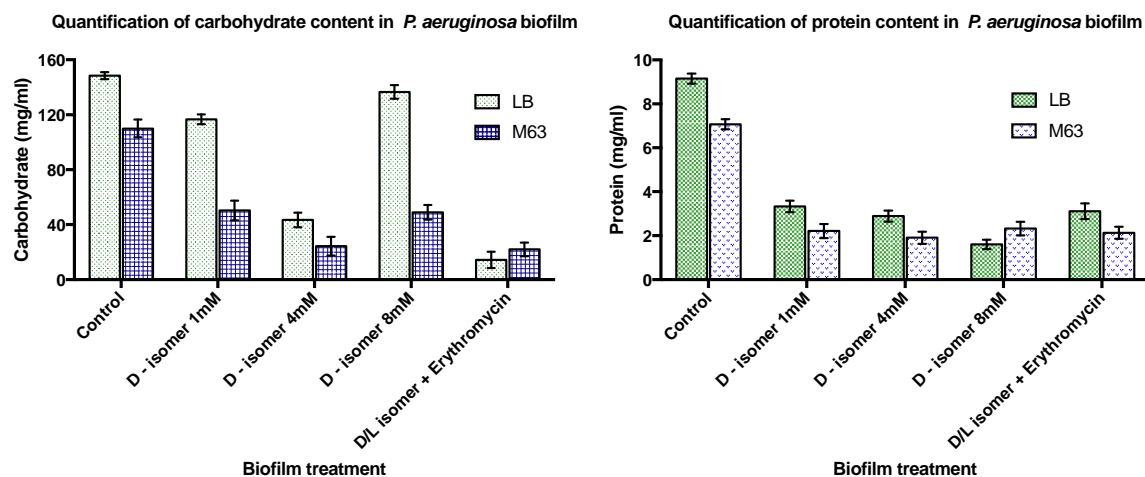 Quantification of carbohydrate content in P. aeruginosa biofilm
160
120
80
40
0
Carbohydrate (mg/ml)
LB
M63
Control
D - isomer 1mM
D - isomer 4mM
D - isomer 8mM
D/L isomer + Erythromycin
Biofilm treatment
Quantification of protein content in P. aeruginosa biofilm
10
8
6
4
2
0
Protein (mg/ml)
LB
M63
Control
D - isomer 1mM
D - isomer 4mM
D - isomer 8mM
D/L isomer + Erythromycin
Biofilm treatment